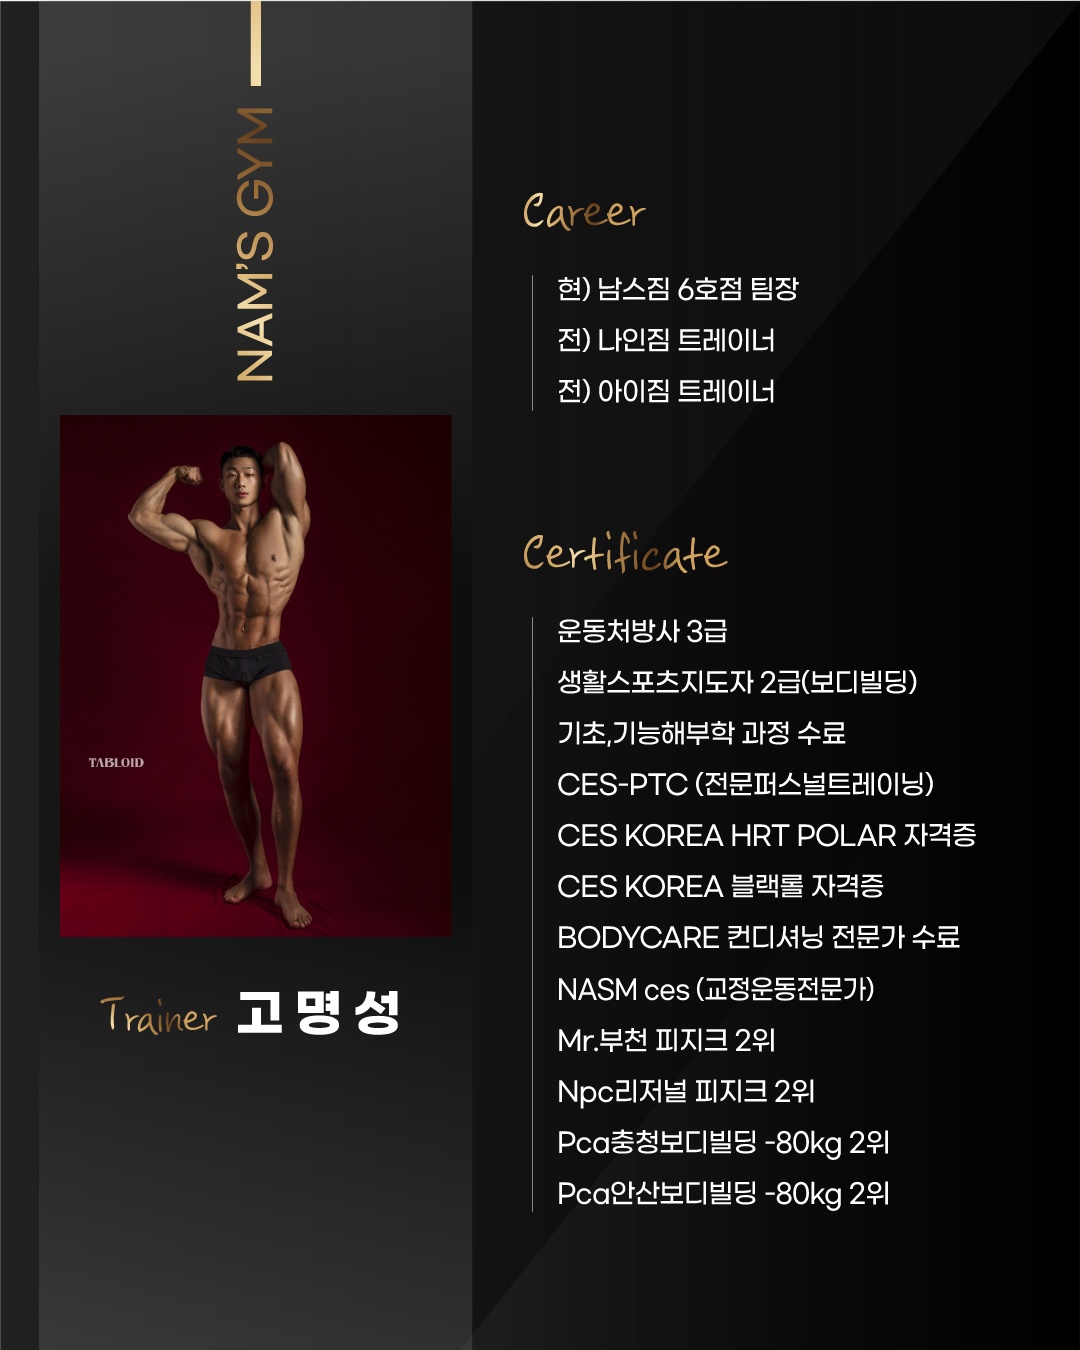 NAM'S GYM
TABLOID
Trainer 고명성
Career
현) 남스짐 6호점 팀장
전) 나인짐 트레이너
전) 아이짐 트레이너
Certificate
운동처방사 3급
생활스포츠지도자 2급(보디빌딩)
기초,기능해부학 과정 수료
CES-PTC (전문퍼스널트레이닝)
CES KOREA HRT POLAR 자격증
CES KOREA 블랙롤 자격증
BODYCARE 컨디셔닝 전문가 수료
NASM ces (교정운동전문가)
Mr.부천 피지크 2위
Npc리저널 피지크 2위
Pca충청보디빌딩 -80kg 2위
Pca안산보디빌딩 -80kg 2위